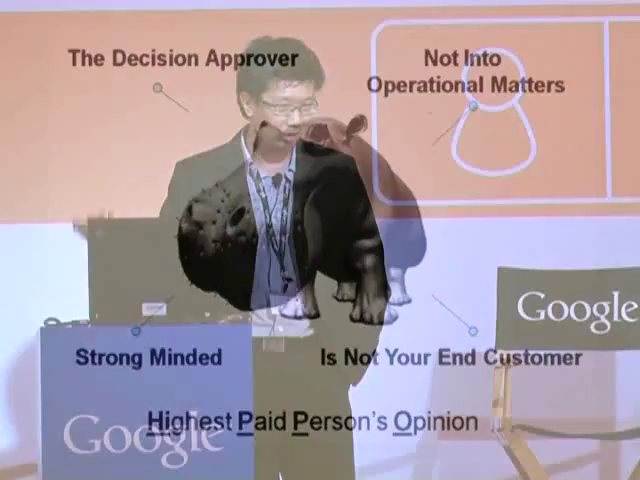 The Decision Approver
Not Into
Operational Matters
Google
Strong Minded
Is Not Your End Customer
Highest Paid Person's Opinion
Google